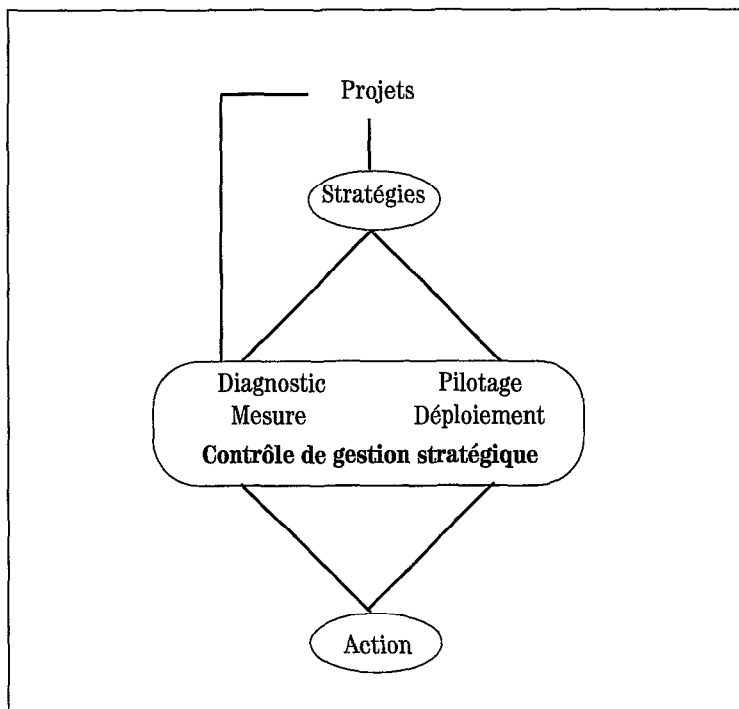 Projets
Stratégies
Diagnostic
Mesure
Pilotage
Déploiement
Contrôle de gestion stratégique
Action